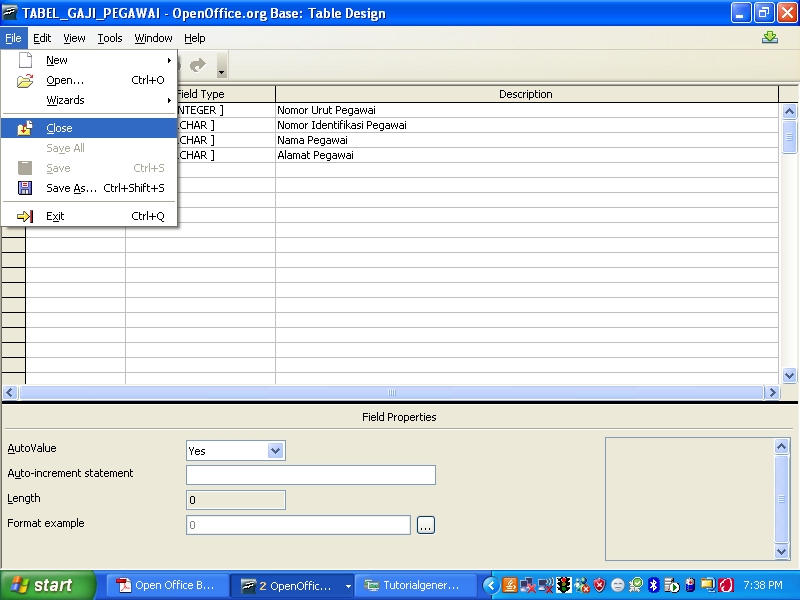 TABEL_GAJI_PEGAWAI - OpenOffice.org Base: Table Design
File Edit View Tools Window Help
New
Open... Ctrl+O
Wizards
Close
Save All
Save Ctrl+S
Save As... Ctrl+Shift+S
Exit Ctrl+Q
Field Type Description
NTEGER ] Nomor Urut Pegawai
CHAR ] Nomor Identifikasi Pegawai
CHAR ] Nama Pegawai
CHAR ] Alamat Pegawai
Field Properties
AutoValue Yes
Auto-increment statement
Length 0
Format example 0 ...
start Open Office B... 2 OpenOffic... Tutorialgener... 7:38 PM